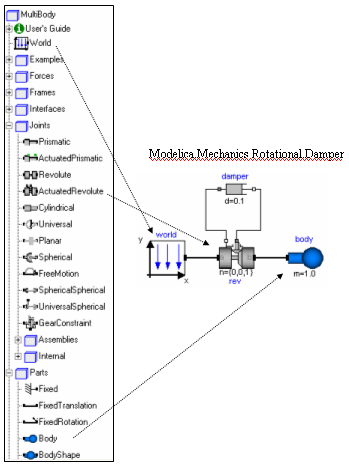 MultiBody
User's Guide
World
Examples
Forces
Frames
Interfaces
Joints
Prismatic
ActuatedPrismatic
Revolute
ActuatedRevolute
Cylindrical
Universal
Planar
Spherical
FreeMotion
SphericalSpherical
UniversalSpherical
GearConstraint
Assemblies
Internal
Parts
Fixed
FixedTranslation
FixedRotation
Body
BodyShape
Modelica.Mechanics.Rotational.Damper
damper
d=0.1
world
y
x
n={0,0,1}
rev
body
m=1.0